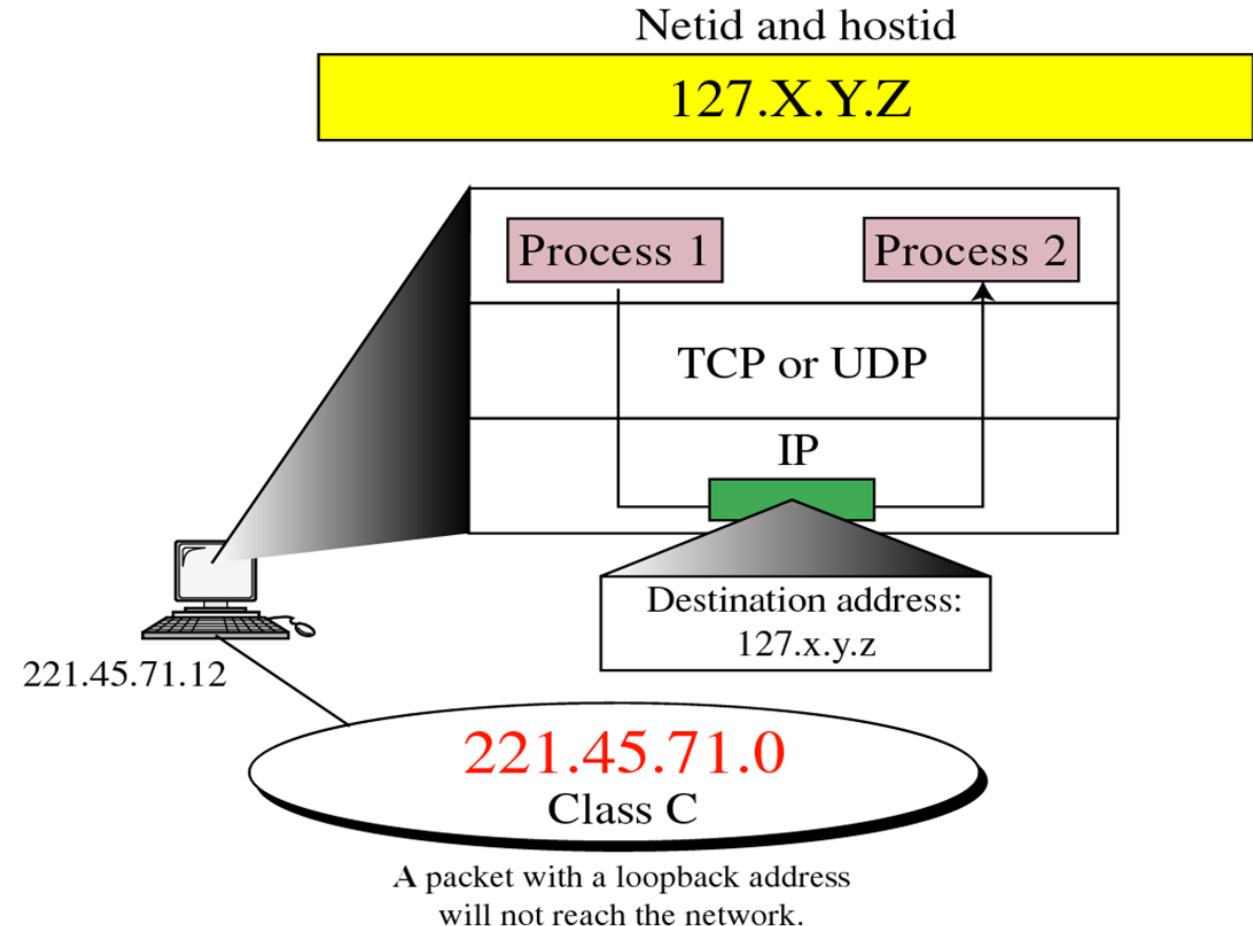 Netid and hostid
127.X.Y.Z
Process 1
Process 2
TCP or UDP
IP
Destination address:
127.x.y.z
221.45.71.12
221.45.71.0
Class C
A packet with a loopback address
will not reach the network.